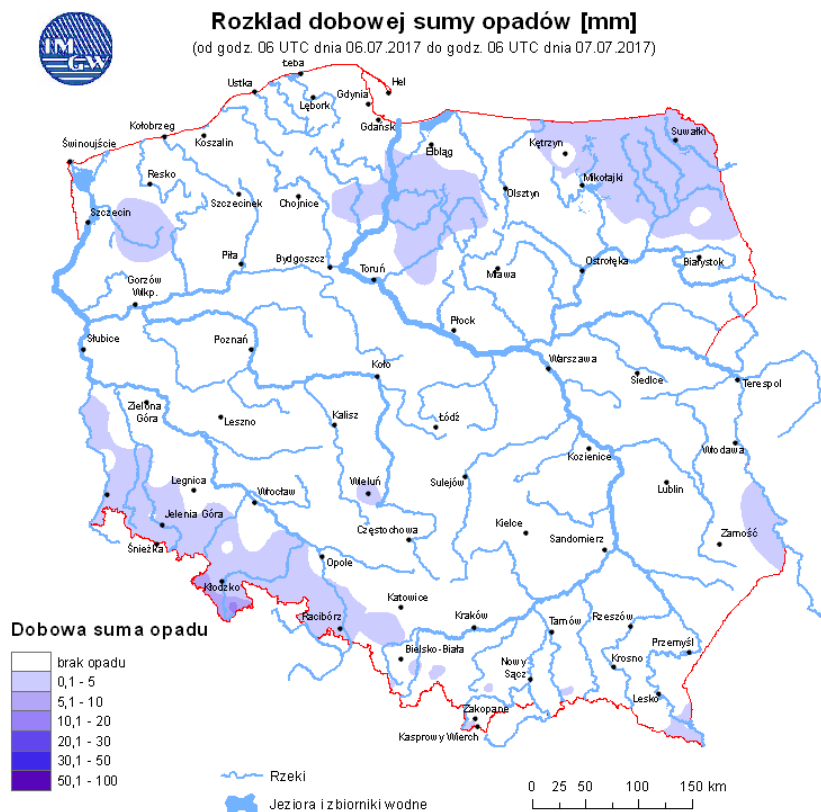 IM
GW
Rozkład dobowej sumy opadów [mm]
(od godz. 06 UTC dnia 06.07.2017 do godz. 06 UTC dnia 07.07.2017)
Łeba
Ustka
Hel
Lębork
Gdynia
Gdańsk
Kołobrzeg
Koszalin
Świnoujście
Elbląg
Kętrzyn
Suwałki
Resko
Szczecinek
Chojnice
Olsztyn
Mikołajki
Szczecin
Piła
Bydgoszcz
Toruń
Mława
Ostrołęka
Białystok
Gorzów
Wlkp.
Płock
Słubice
Poznań
Koło
Warszawa
Siedlce
Terespol
Zielona
Góra
Leszno
Kalisz
Łódź
Kozienice
Włodawa
Legnica
Wrocław
Wieluń
Sulejów
Lublin
Jelenia Góra
Częstochowa
Kielce
Sandomierz
Zamość
Śnieżka
Opole
Kłodzko
Katowice
Racibórz
Kraków
Tarnów
Rzeszów
Przemyśl
Bielsko-Biała
Nowy
Sącz
Krosno
Lesko
Zakopane
Kasprowy Wierch
Dobowa suma opadu
brak opadu
0,1 - 5
5,1 - 10
10,1 - 20
20,1 - 30
30,1 - 50
50,1 - 100
Rzeki
Jeziora i zbiorniki wodne
0 25 50 100 150 km